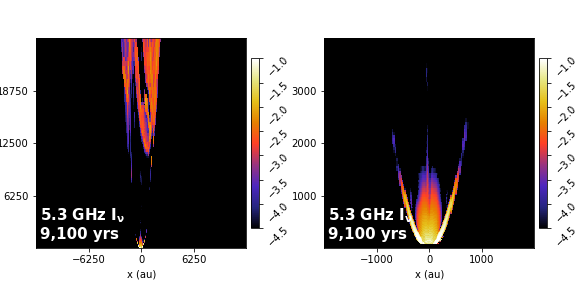 18750
12500
6250
5.3 GHz Iν
9,100 yrs
−6250 0 6250
x (au)
−1.0
−1.5
−2.0
−2.5
−3.0
−3.5
−4.0
−4.5
3000
2000
1000
5.3 GHz Iν
9,100 yrs
−1000 0 1000
x (au)
−1.0
−1.5
−2.0
−2.5
−3.0
−3.5
−4.0
−4.5